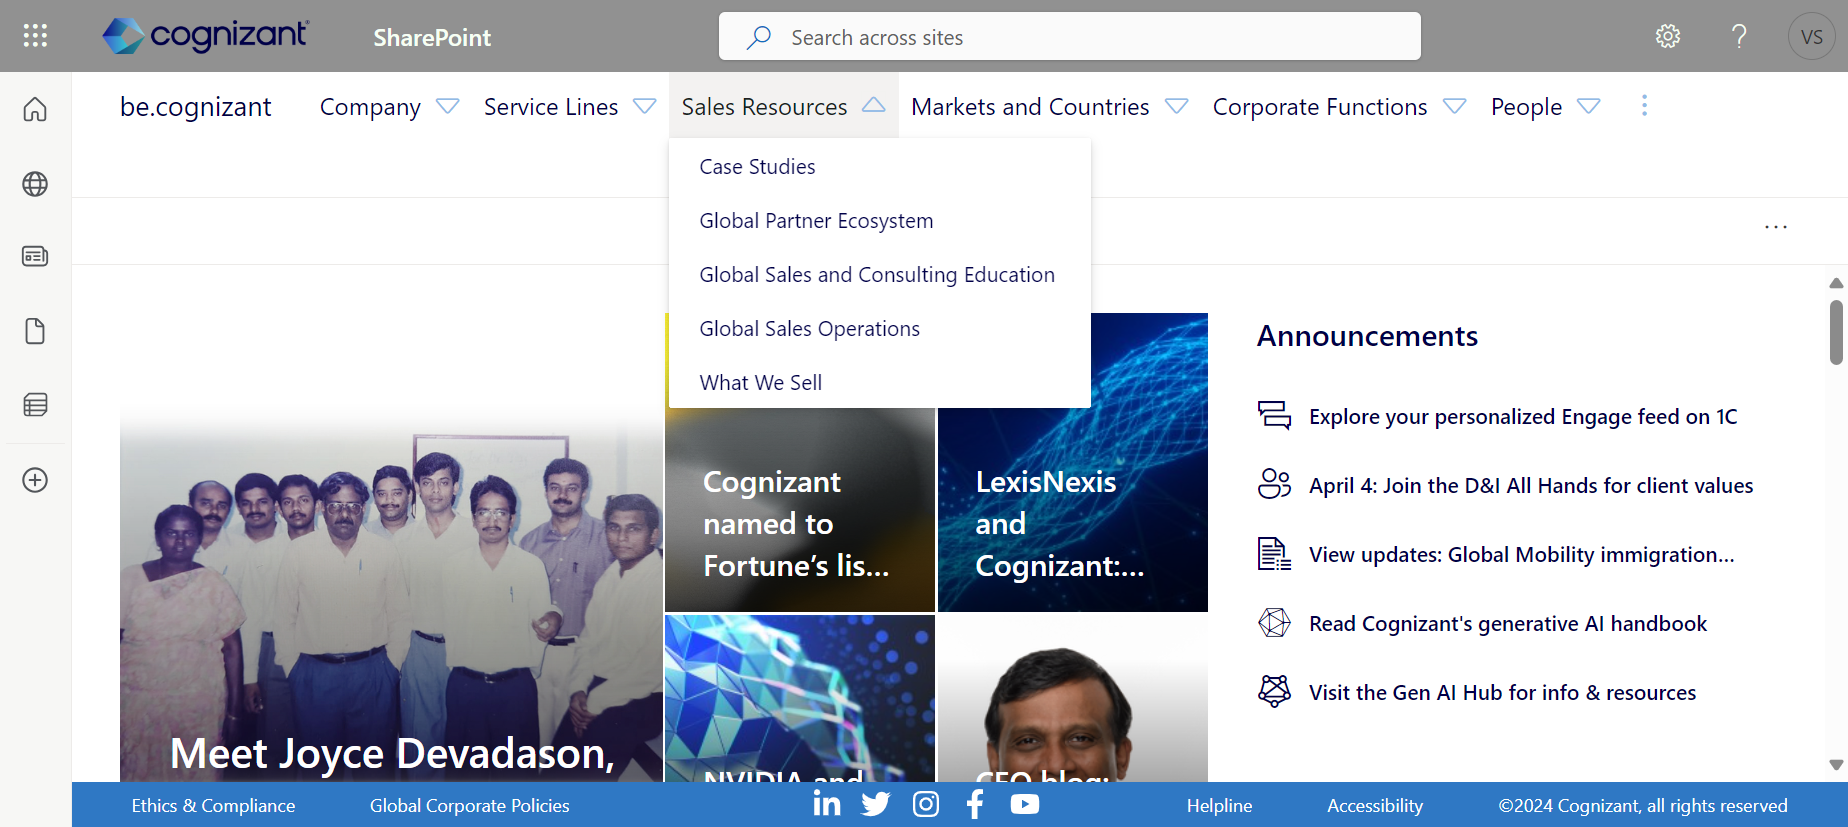 cognizant
SharePoint
Search across sites
VS
be.cognizant
Company
Service Lines
Sales Resources
Markets and Countries
Corporate Functions
People
Case Studies
Global Partner Ecosystem
Global Sales and Consulting Education
Global Sales Operations
What We Sell
Meet Joyce Devadason,
Cognizant
named to
Fortune’s lis...
LexisNexis
and
Cognizant:...
NVIDIA and
CEO blog:
Announcements
Explore your personalized Engage feed on 1C
April 4: Join the D&I All Hands for client values
View updates: Global Mobility immigration...
Read Cognizant's generative AI handbook
Visit the Gen AI Hub for info & resources
Ethics & Compliance
Global Corporate Policies
Helpline
Accessibility
©2024 Cognizant, all rights reserved